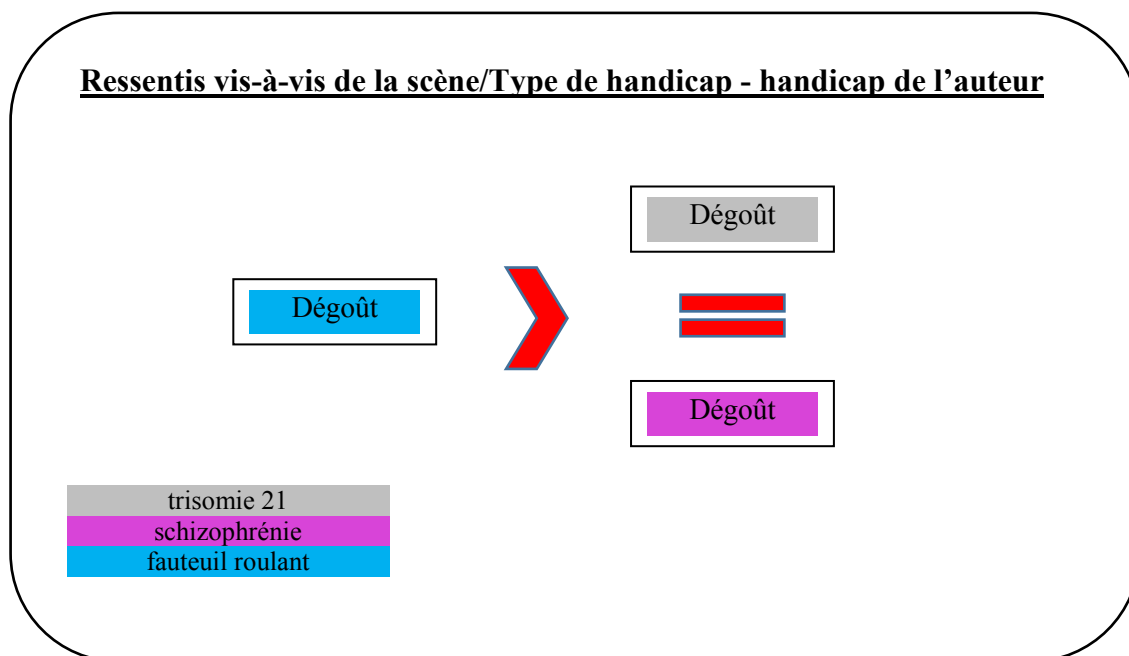 Ressentis vis-à-vis de la scène/Type de handicap - handicap de l’auteur
Dégoût
Dégoût
Dégoût
trisomie 21
schizophrénie
fauteuil roulant